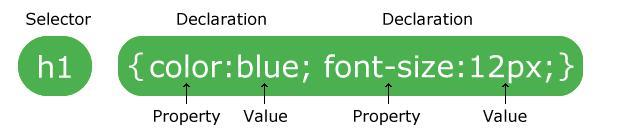 Selector Declaration Declaration
h1 {color:blue; font-size:12px;}
Property Value Property Value